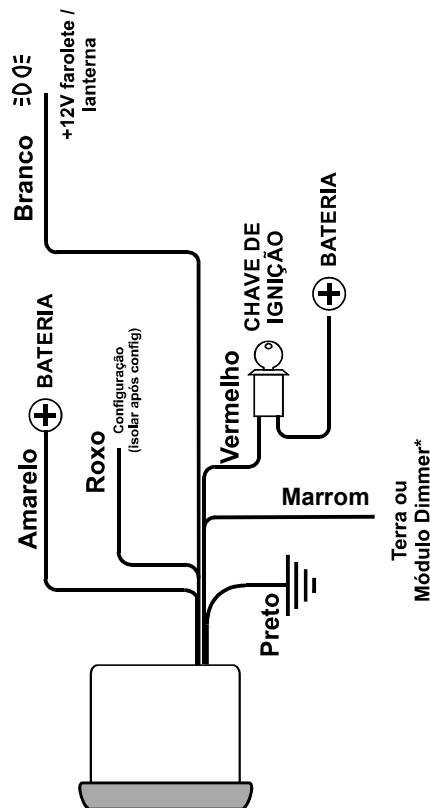 Branco
+12V farolete /
lanterna
Amarelo
BATERIA
Roxo
Configuração
(isolar após config)
Vermelho
CHAVE DE
IGNIÇÃO
BATERIA
Marrom
Terra ou
Módulo Dimmer*
Preto